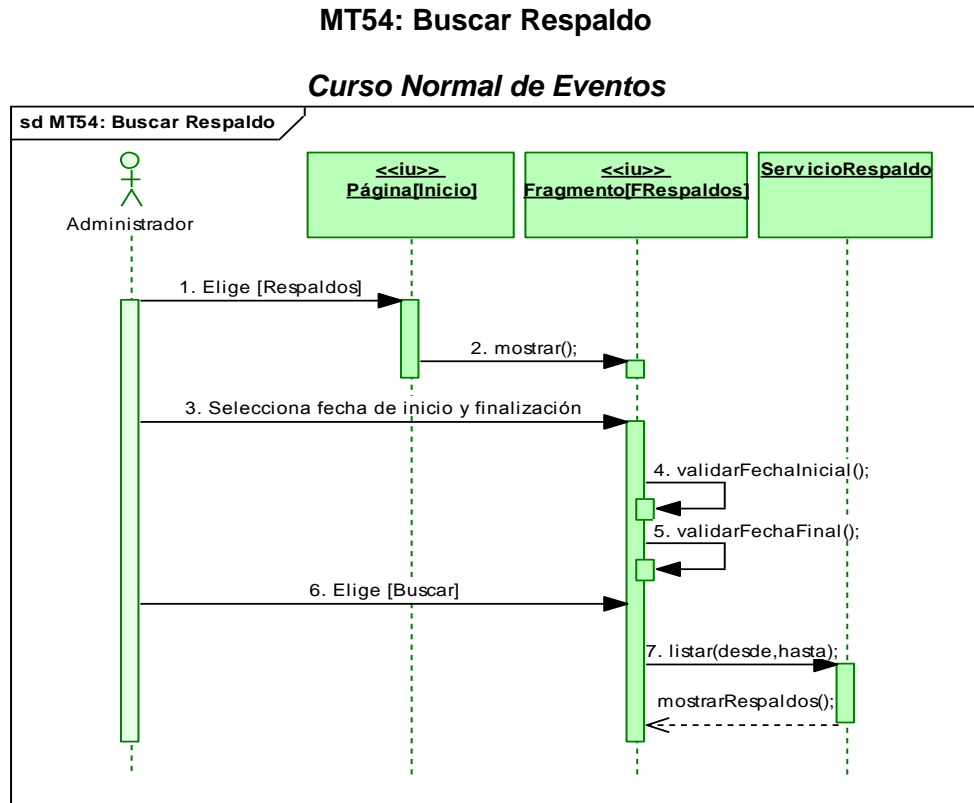 MT54: Buscar Respaldo
Curso Normal de Eventos
sd MT54: Buscar Respaldo
Administrador
<<iu>>
Página[Inicio]
<<iu>>
Fragmento[FRespaldos]
ServicioRespaldo
1. Elige [Respaldos]
2. mostrar();
3. Selecciona fecha de inicio y finalización
4. validarFechaInicial();
5. validarFechaFinal();
6. Elige [Buscar]
7. listar(desde,hasta);
mostrarRespaldos();